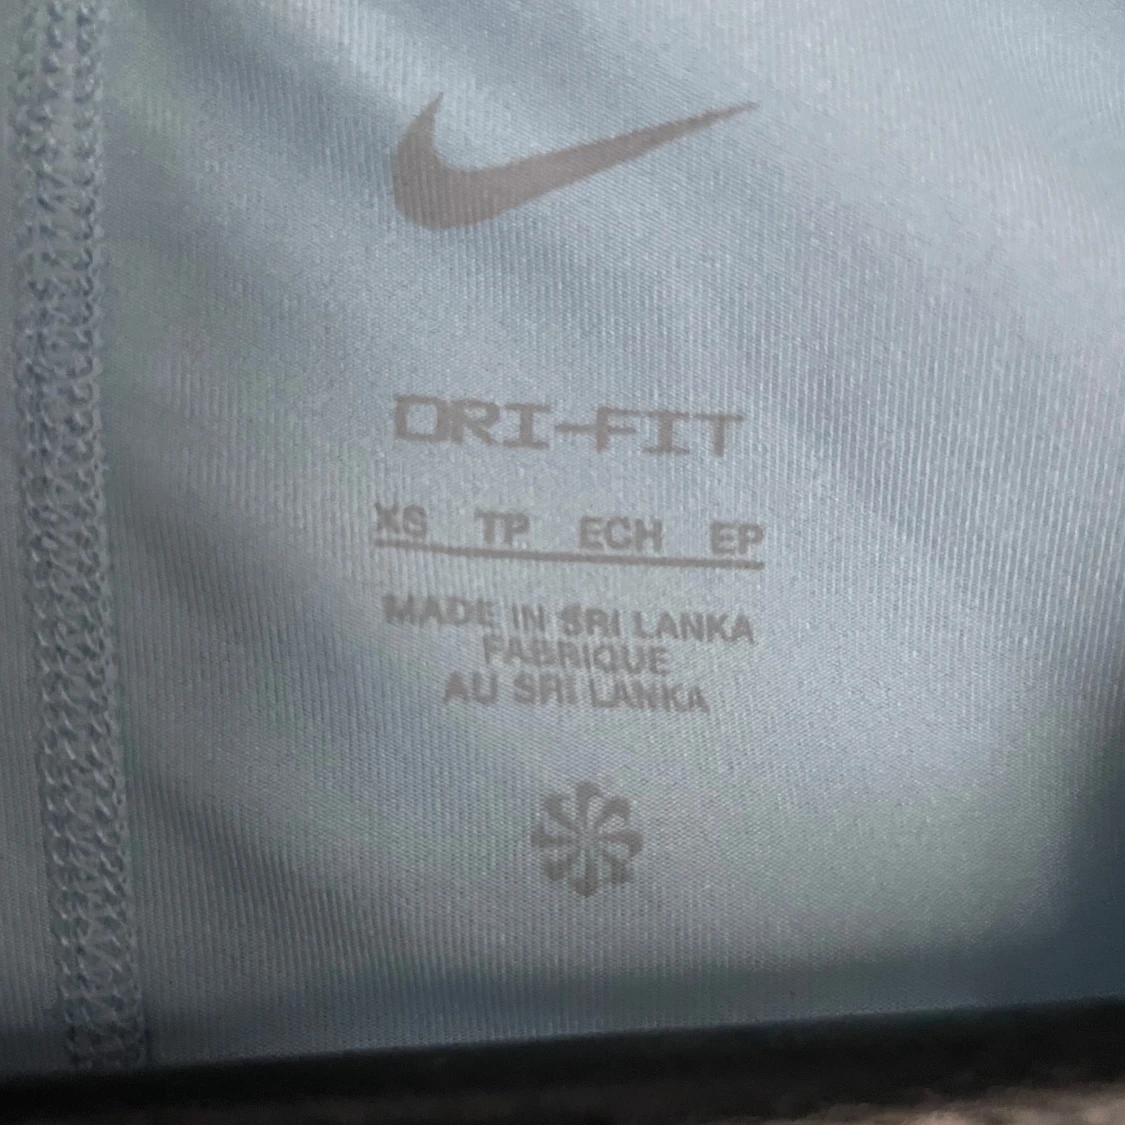 DRI-FIT
XS TP ECH EP
MADE IN SRI LANKA
FABRIQUE
AU SRI LANKA